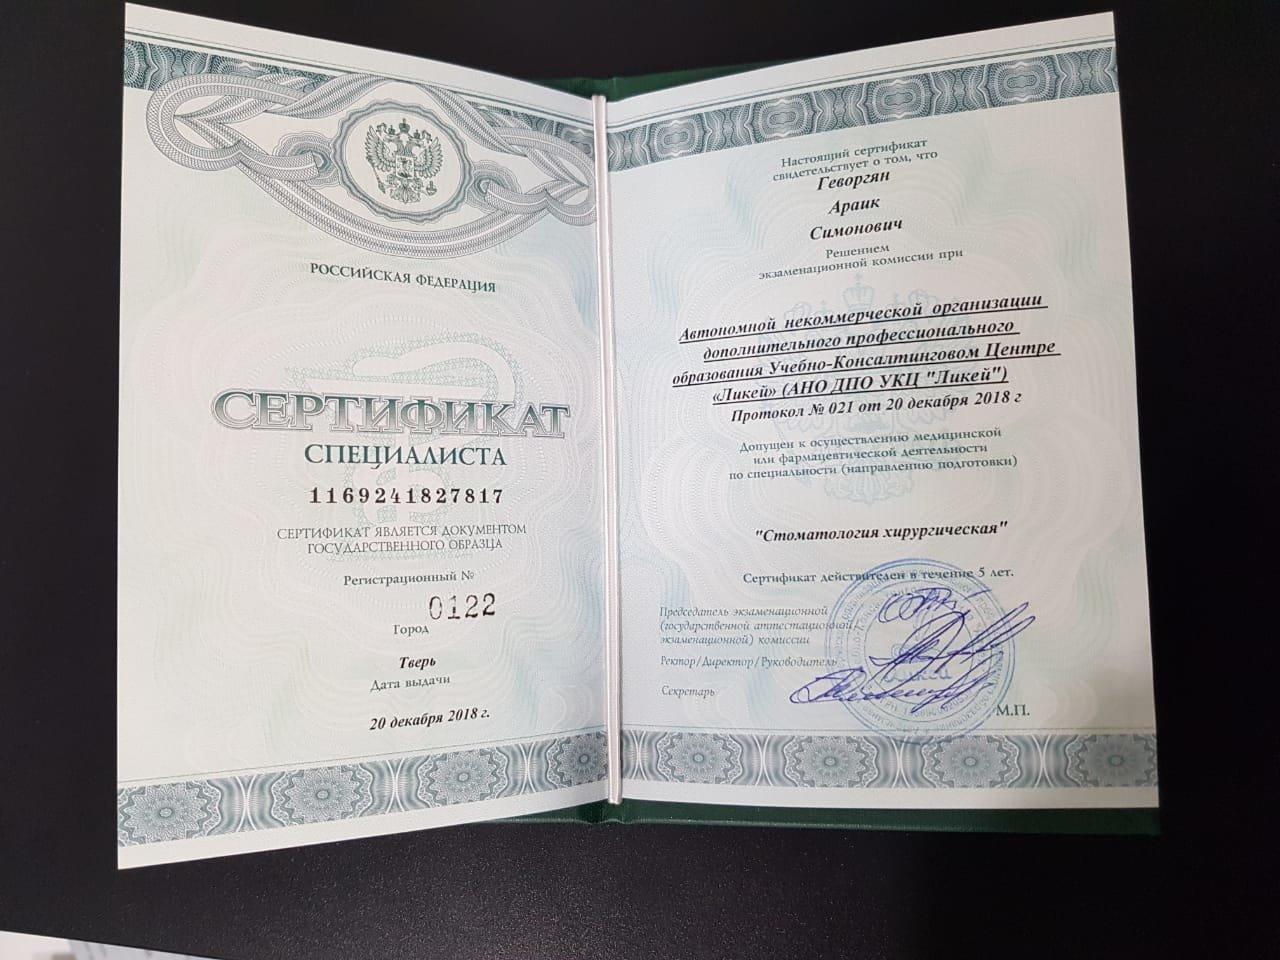 РОССИЙСКАЯ ФЕДЕРАЦИЯ
СЕРТИФИКАТ
СПЕЦИАЛИСТА
1169241827817
СЕРТИФИКАТ ЯВЛЯЕТСЯ ДОКУМЕНТОМ
ГОСУДАРСТВЕННОГО ОБРАЗЦА
Регистрационный №
0122
Город
Тверь
Дата выдачи
20 декабря 2018 г.
Настоящий сертификат
свидетельствует о том, что
Геворгян
Араик
Симонович
Решением
экзаменационной комиссии при
Автономной некоммерческой организации
дополнительного профессионального
образования Учебно-Консалтинговом Центре
«Ликей» (АНО ДПО УКЦ "Ликей")
Протокол № 021 от 20 декабря 2018 г
Допущен к осуществлению медицинской
или фармацевтической деятельности
по специальности (направлению подготовки)
"Стоматология хирургическая"
Сертификат действителен в течение 5 лет.
Председатель экзаменационной
(государственной аттестационной,
экзаменационной) комиссии
Ректор/Директор/Руководитель
Секретарь
М.П.